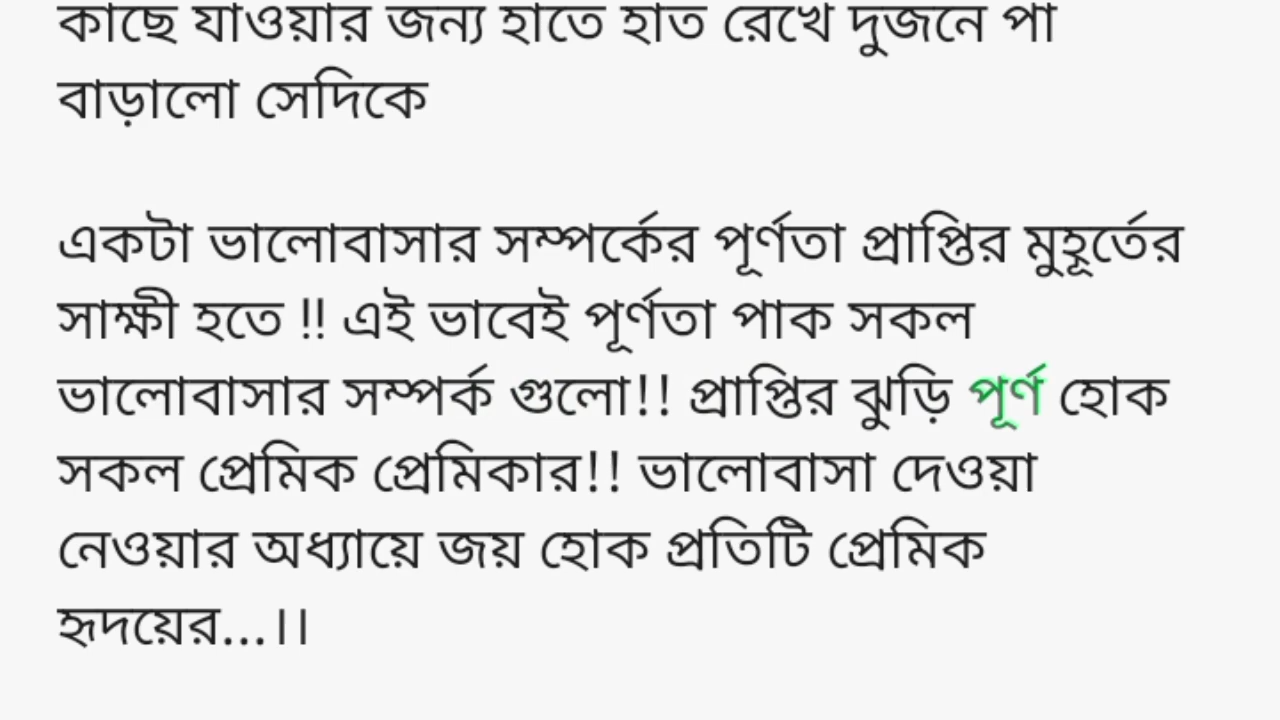 কাছে যাওয়ার জন্য হাতে হাত রেখে দুজনে পা
বাড়ালো সেদিকে
একটা ভালোবাসার সম্পর্কের পূর্ণতা প্রাপ্তির মুহূর্তের
সাক্ষী হতে !! এই ভাবেই পূর্ণতা পাক সকল
ভালোবাসার সম্পর্ক গুলো!! প্রাপ্তির ঝুড়ি পূর্ণ হোক
সকল প্রেমিক প্রেমিকার!! ভালোবাসা দেওয়া
নেওয়ার অধ্যায়ে জয় হোক প্রতিটি প্রেমিক
হৃদয়ের...।।